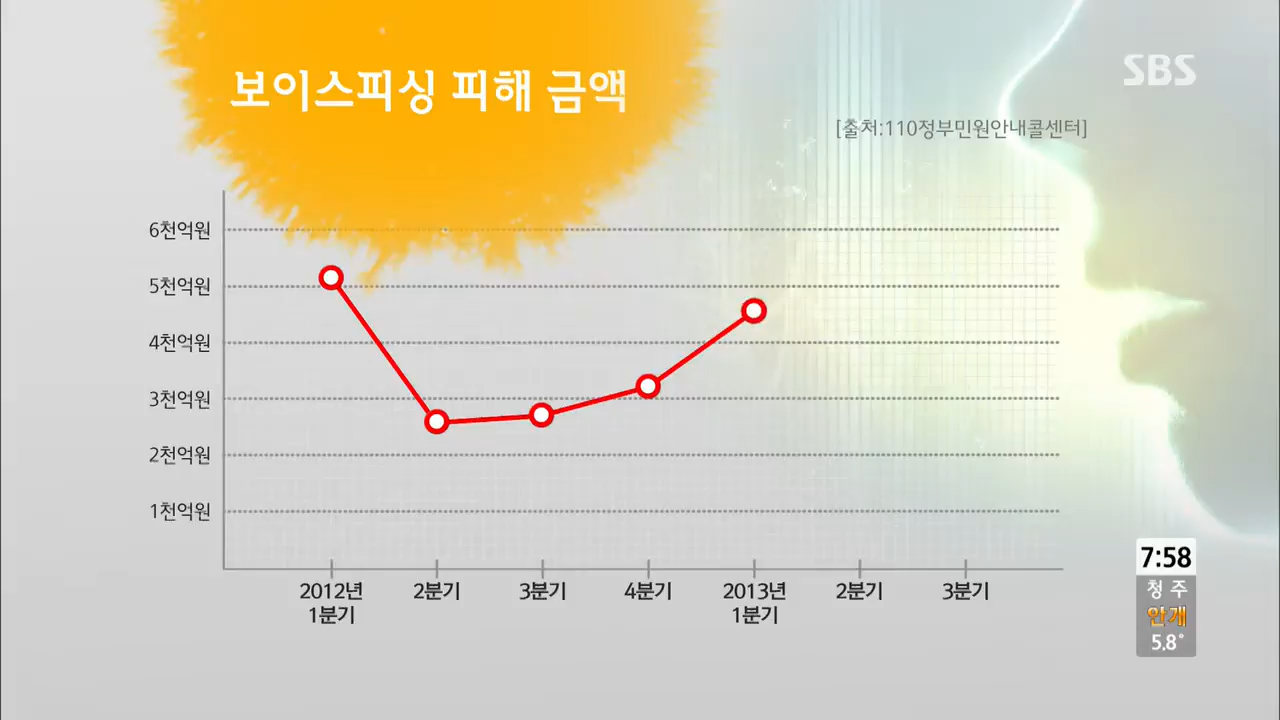 보이스피싱 피해 금액
SBS
[출처:110정부민원안내콜센터]
6천억원
5천억원
4천억원
3천억원
2천억원
1천억원
2012년 1분기
2분기
3분기
4분기
2013년 1분기
2분기
3분기
7:58
청 주
안개
5.8°